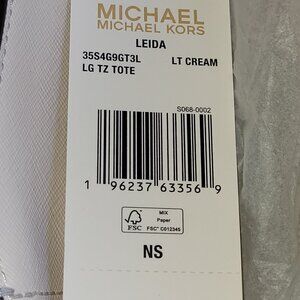 MICHAEL
MICHAEL KORS
LEIDA
35S4G9GT3L LT CREAM
LG TZ TOTE
S068-0002
1 96237 63356 9
FSC
MIX
Paper
FSC® C012345
NS